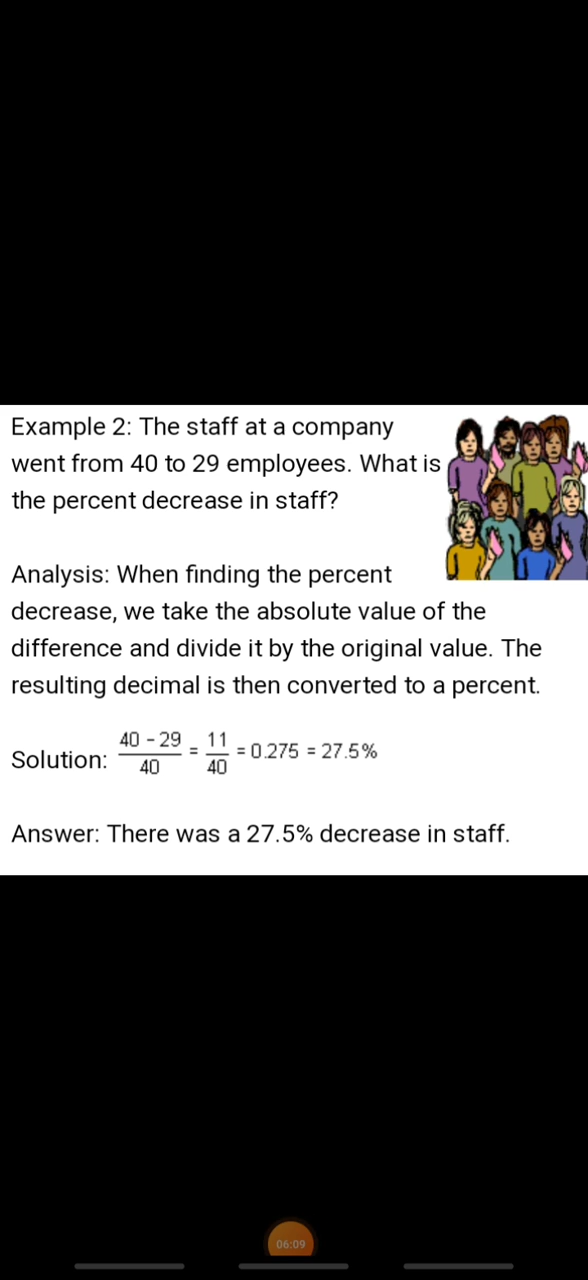 Example 2: The staff at a company
went from 40 to 29 employees. What is
the percent decrease in staff?
Analysis: When finding the percent
decrease, we take the absolute value of the
difference and divide it by the original value. The
resulting decimal is then converted to a percent.
Solution: 40 - 29 / 40 = 11 / 40 = 0.275 = 27.5%
Answer: There was a 27.5% decrease in staff.
06:09